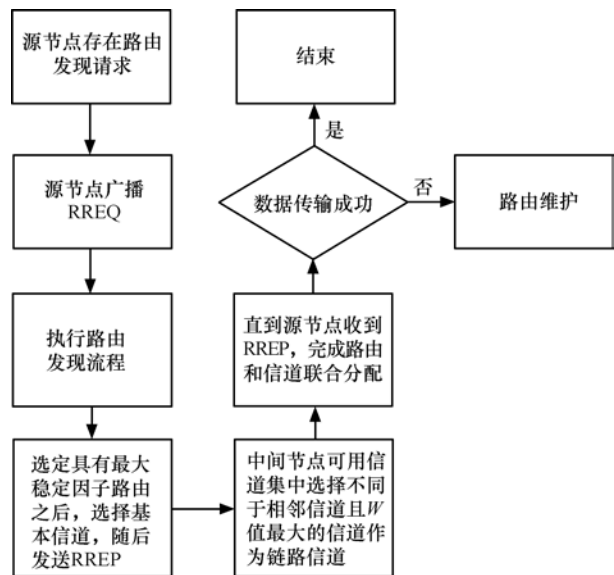 源节点存在路由
发现请求
源节点广播
RREQ
执行路由
发现流程
选定具有最大
稳定因子路由
之后，选择基
本信道，随后
发送RREP
中间节点可用信
道集中选择不同
于相邻信道且W
值最大的信道作
为链路信道
直到源节点收到
RREP，完成路由
和信道联合分配
数据传输成功
是
结束
否
路由维护